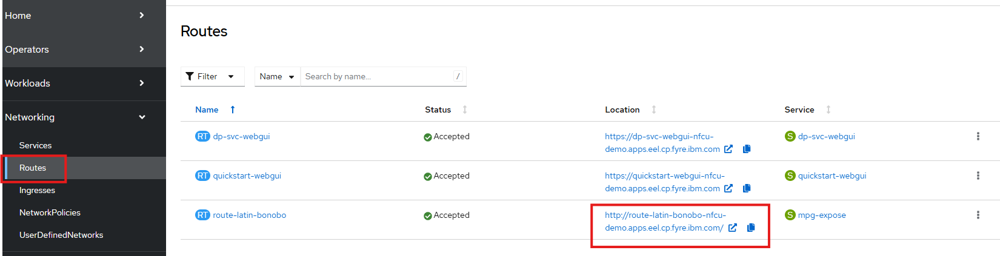 Home
Operators
Workloads
Networking
Services
Routes
Ingresses
NetworkPolicies
UserDefinedNetworks
Routes
Filter Name Search by name... /
Name Status Location Service
RT dp-svc-webgui Accepted https://dp-svc-webgui-nfcu- S dp-svc-webgui
demo.apps.eel.cp.fyre.ibm.com
RT quickstart-webgui Accepted https://quickstart-webgui-nfcu- S quickstart-webgui
demo.apps.eel.cp.fyre.ibm.com
RT route-latin-bonobo Accepted http://route-latin-bonobo-nfcu- S mpg-expose
demo.apps.eel.cp.fyre.ibm.com/